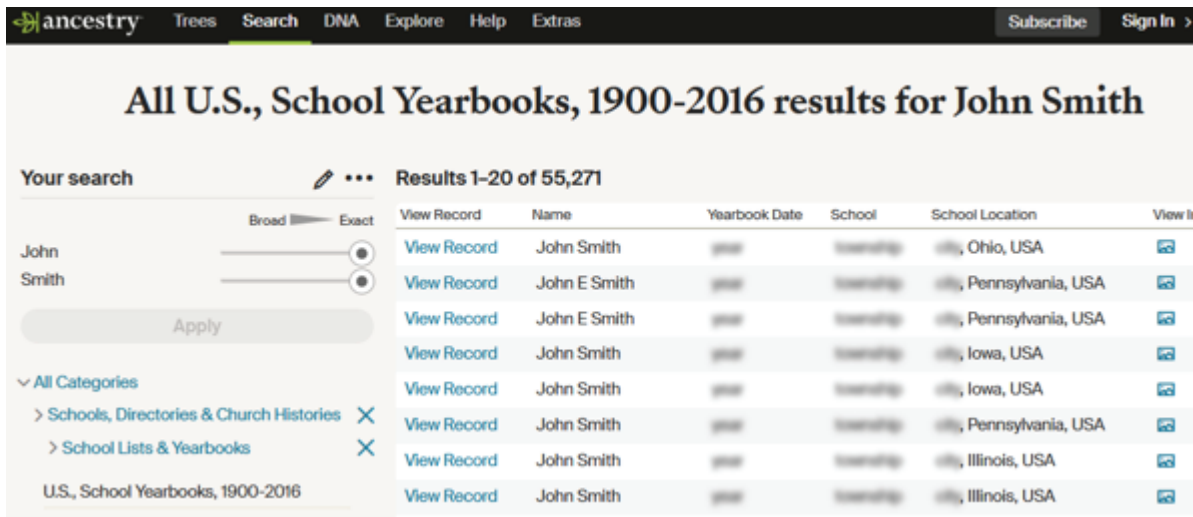 ancestry Trees Search DNA Explore Help Extras Subscribe Sign In >
All U.S., School Yearbooks, 1900-2016 results for John Smith
Your search
Broad Exact
John
Smith
Apply
All Categories
Schools, Directories & Church Histories
School Lists & Yearbooks
U.S., School Yearbooks, 1900-2016
Results 1–20 of 55,271
View Record Name Yearbook Date School School Location View
View Record John Smith , Ohio, USA
View Record John E Smith , Pennsylvania, USA
View Record John E Smith , Pennsylvania, USA
View Record John Smith , Iowa, USA
View Record John Smith , Iowa, USA
View Record John Smith , Pennsylvania, USA
View Record John Smith , Illinois, USA
View Record John Smith , Illinois, USA